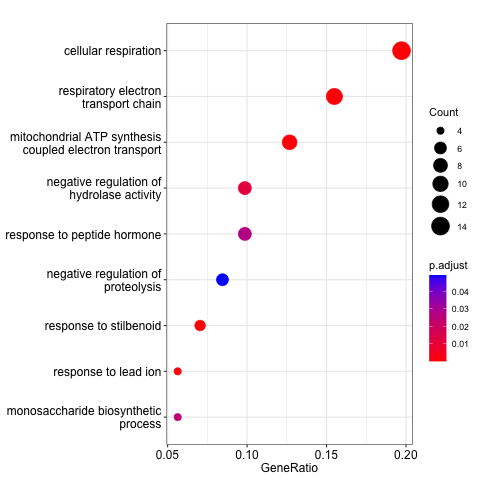 cellular respiration
respiratory electron
transport chain
mitochondrial ATP synthesis
coupled electron transport
negative regulation of
hydrolase activity
response to peptide hormone
negative regulation of
proteolysis
response to stilbenoid
response to lead ion
monosaccharide biosynthetic
process
0.05 0.10 0.15 0.20
GeneRatio
Count
4
6
8
10
12
14
p.adjust
0.04
0.03
0.02
0.01